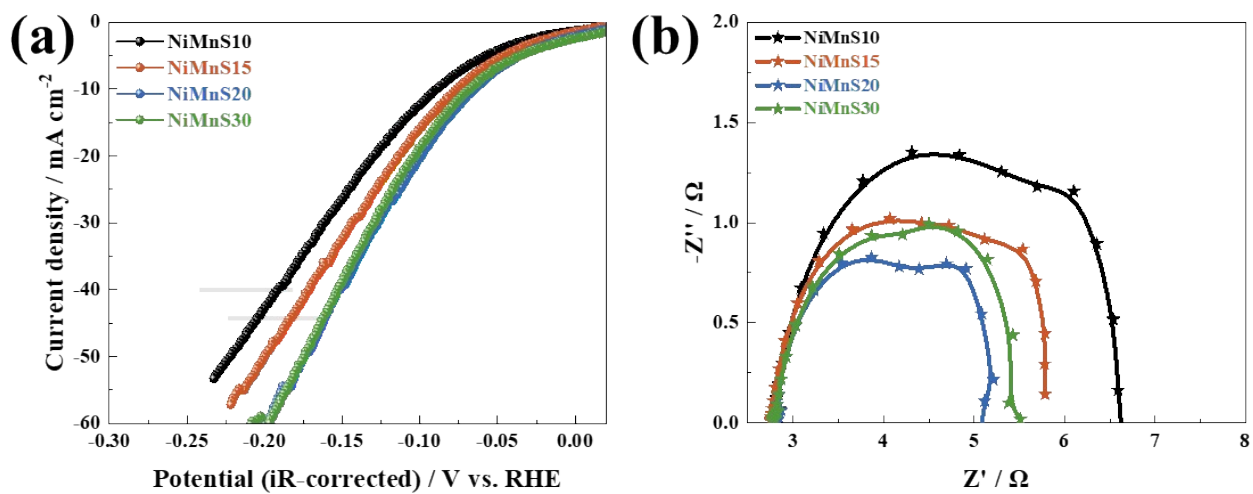 (a)
NiMnS10
NiMnS15
NiMnS20
NiMnS30
Current density / mA cm-2
0
-10
-20
-30
-40
-50
-60
-0.30 -0.25 -0.20 -0.15 -0.10 -0.05 0.00
Potential (iR-corrected) / V vs. RHE
(b)
NiMnS10
NiMnS15
NiMnS20
NiMnS30
-Z'' / Ω
2.0
1.5
1.0
0.5
0.0
3 4 5 6 7 8
Z' / Ω